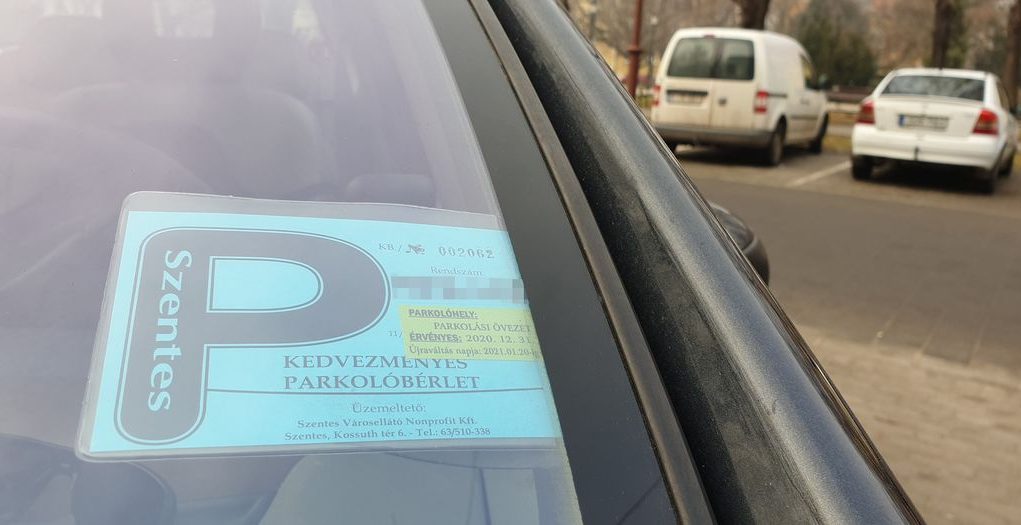 Szentes
KB / № 002062
Rendszám
PARKOLÓHELY:
PARKOLÁSI ÖVEZET
ÉRVÉNYES: 2020. 12. 31.
Újraváltás napja: 2021.01.20-
KEDVEZMÉNYES
PARKOLÓBÉRLET
Üzemeltető:
Szentes Városellátó Nonprofit Kft.
Szentes, Kossuth tér 6. - Tel.: 63/510-338